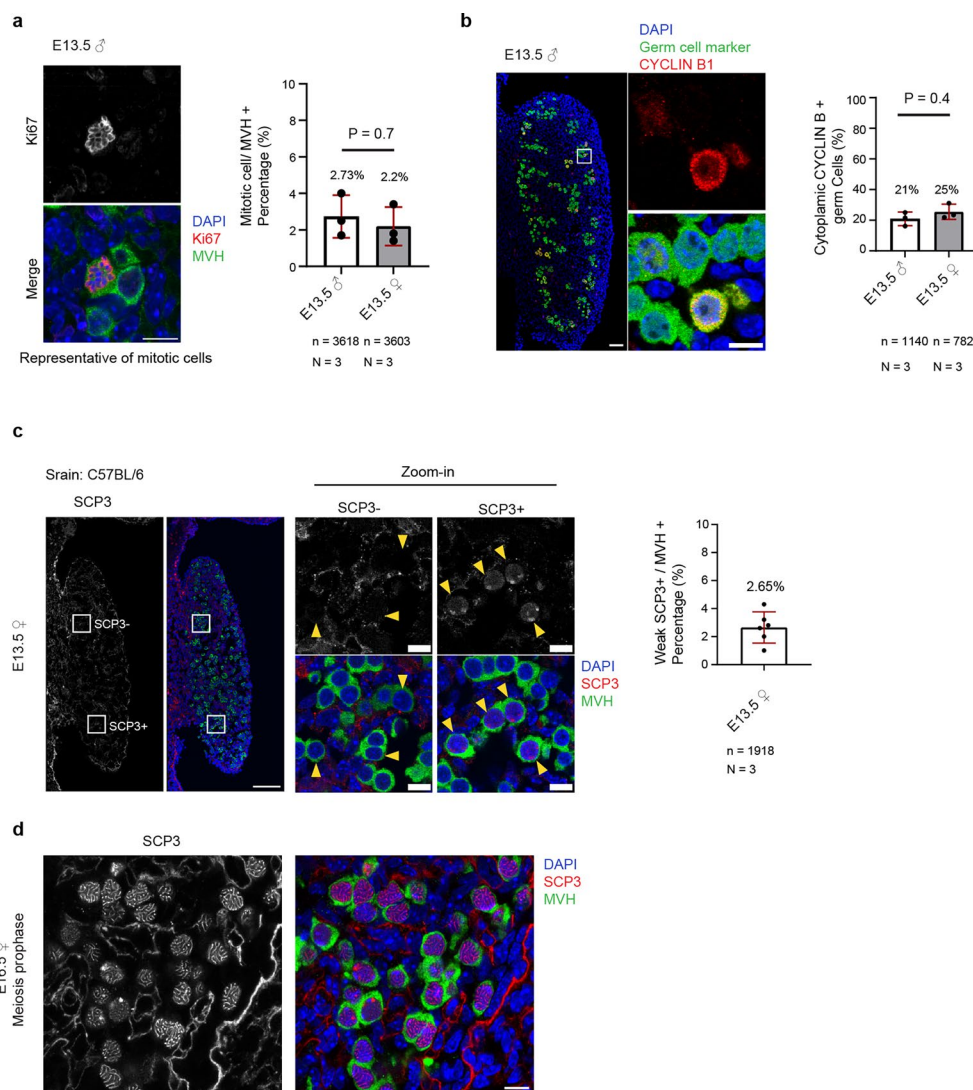 a
E13.5 ♂
Ki67
Merge
DAPI
Ki67
MVH
Representative of mitotic cells
Mitotic cell/ MVH +
Percentage (%)
10
8
6
4
2
0
P = 0.7
2.73%
2.2%
E13.5 ♂
E13.5 ♀
n = 3618
n = 3603
N = 3
N = 3
b
E13.5 ♂
DAPI
Germ cell marker
CYCLIN B1
Cytoplamic CYCLIN B +
germ Cells (%)
100
80
60
40
20
0
P = 0.4
21%
25%
E13.5 ♂
E13.5 ♀
n = 1140
n = 782
N = 3
N = 3
c
Srain: C57BL/6
SCP3
E13.5 ♀
SCP3-
SCP3+
Zoom-in
SCP3-
SCP3+
DAPI
SCP3
MVH
Weak SCP3+ / MVH +
Percentage (%)
10
8
6
4
2
0
2.65%
E13.5 ♀
n = 1918
N = 3
d
SCP3
E16.5 ♀
Meiosis prophase
DAPI
SCP3
MVH